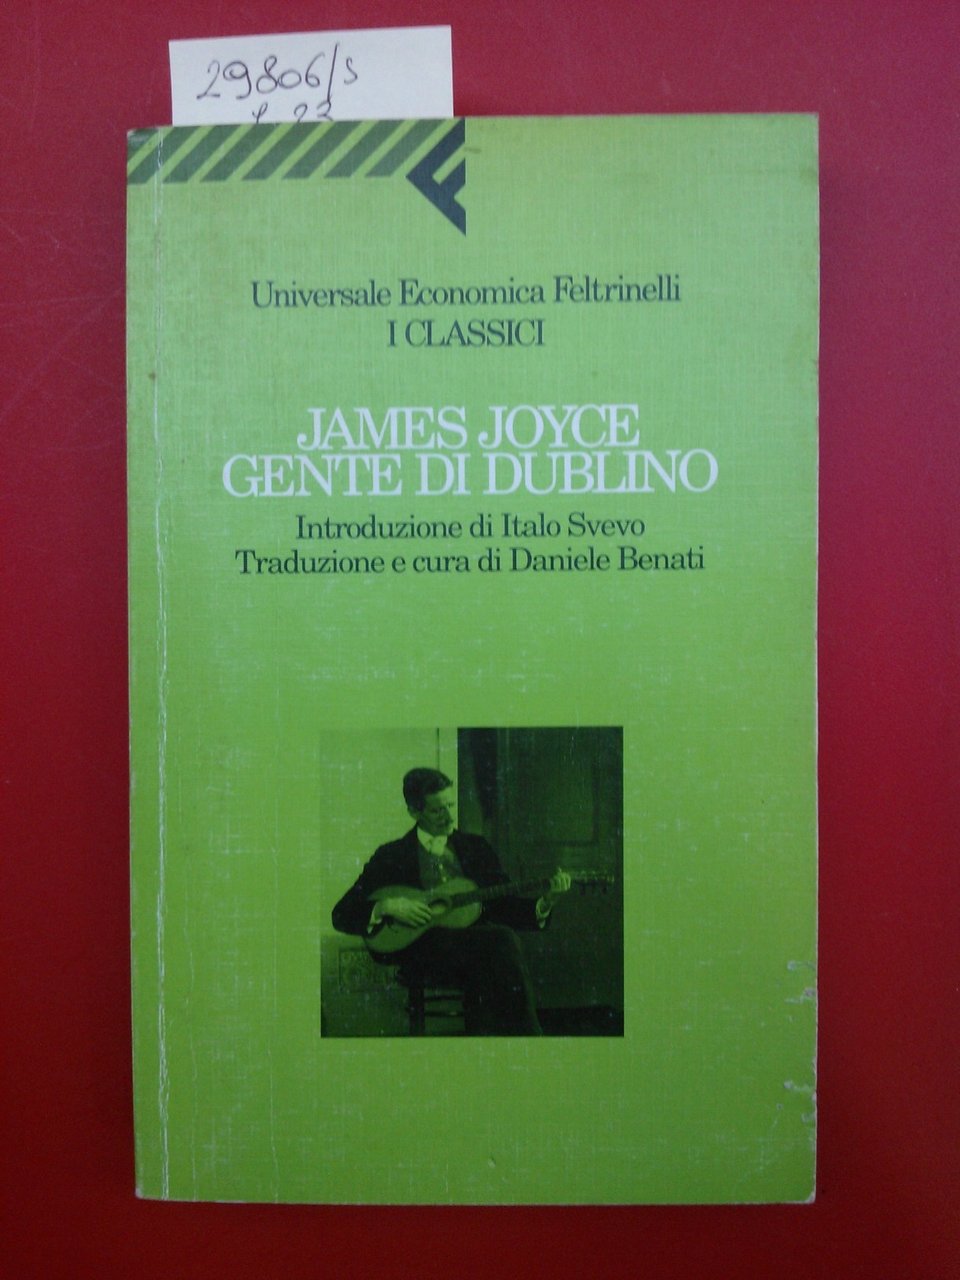 29806/s
Universale Economica Feltrinelli
I CLASSICI
JAMES JOYCE
GENTE DI DUBLINO
Introduzione di Italo Svevo
Traduzione e cura di Daniele Benati